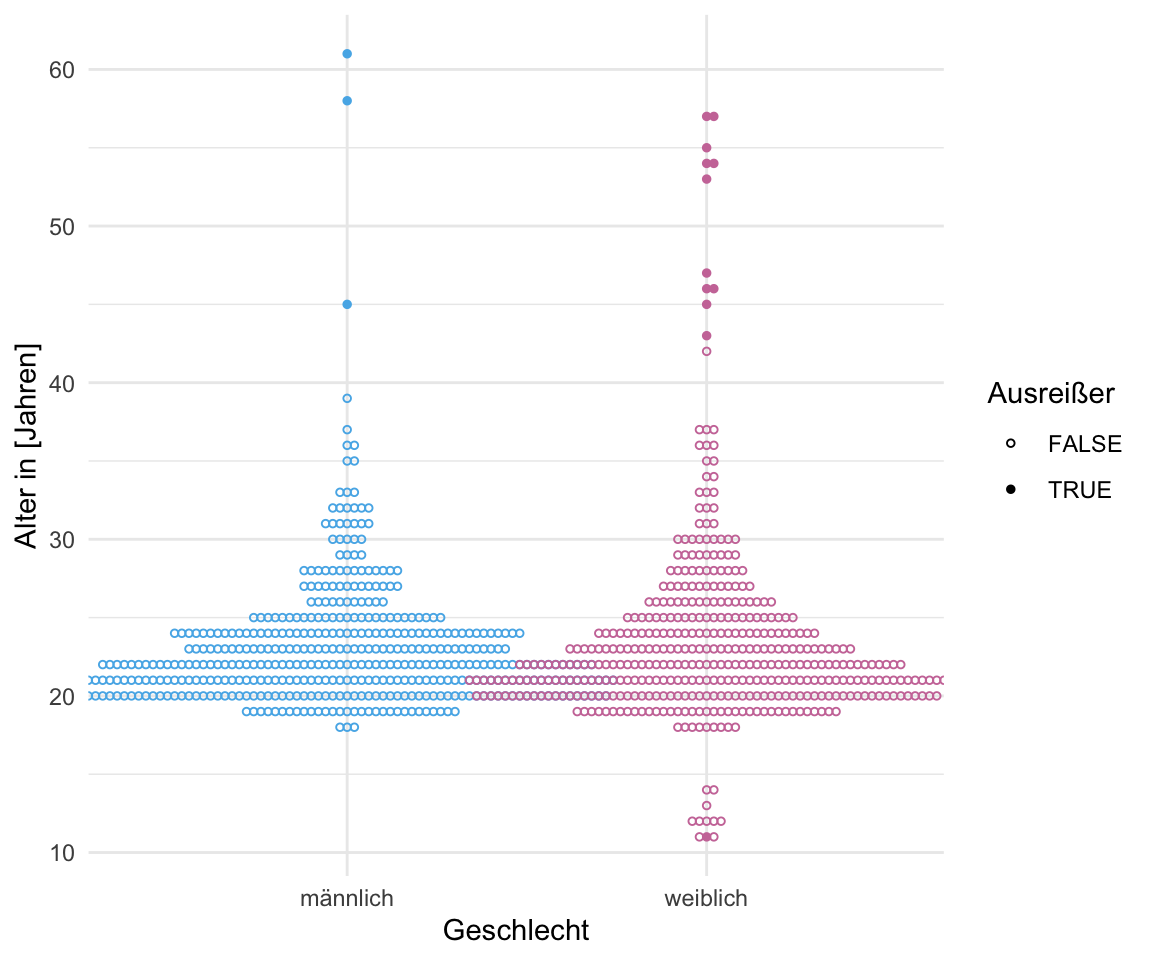 60
50
40
30
20
10
Alter in [Jahren]
männlich
weiblich
Geschlecht
Ausreißer
FALSE
TRUE